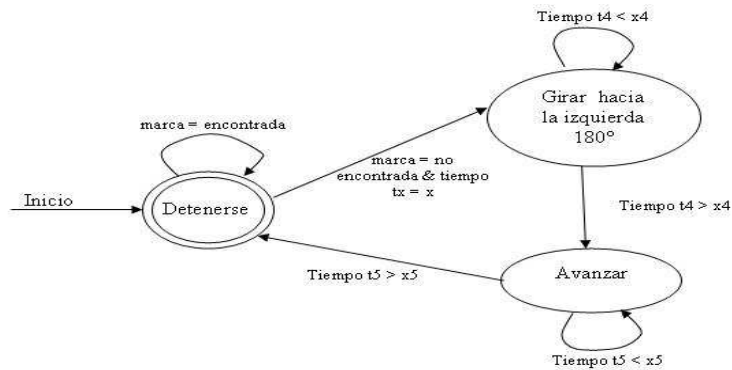 Tiempo t4 < x4
Girar hacia
la izquierda
180°
marca = encontrada
marca = no
encontrada & tiempo
tx = x
Inicio
Detenerse
Tiempo t4 > x4
Tiempo t5 > x5
Avanzar
Tiempo t5 < x5